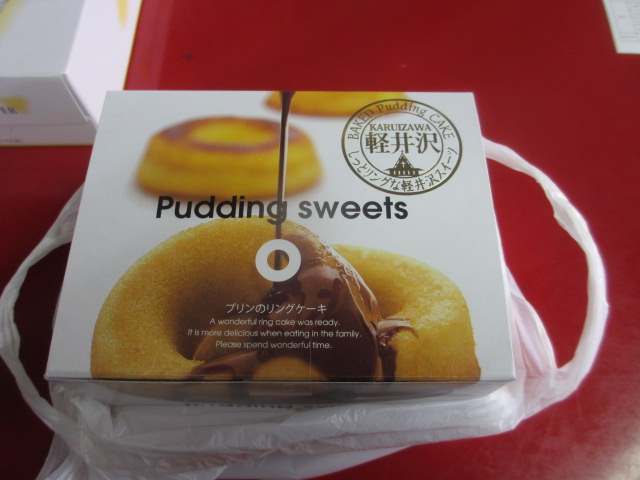 BAKED Pudding CAKE
KARUIZAWA
軽井沢
しっとリングな軽井沢スイーツ
Pudding sweets
プリンのリングケーキ
A wonderful ring cake was ready.
It is more delicious when eating in the family.
Please spend wonderful time.